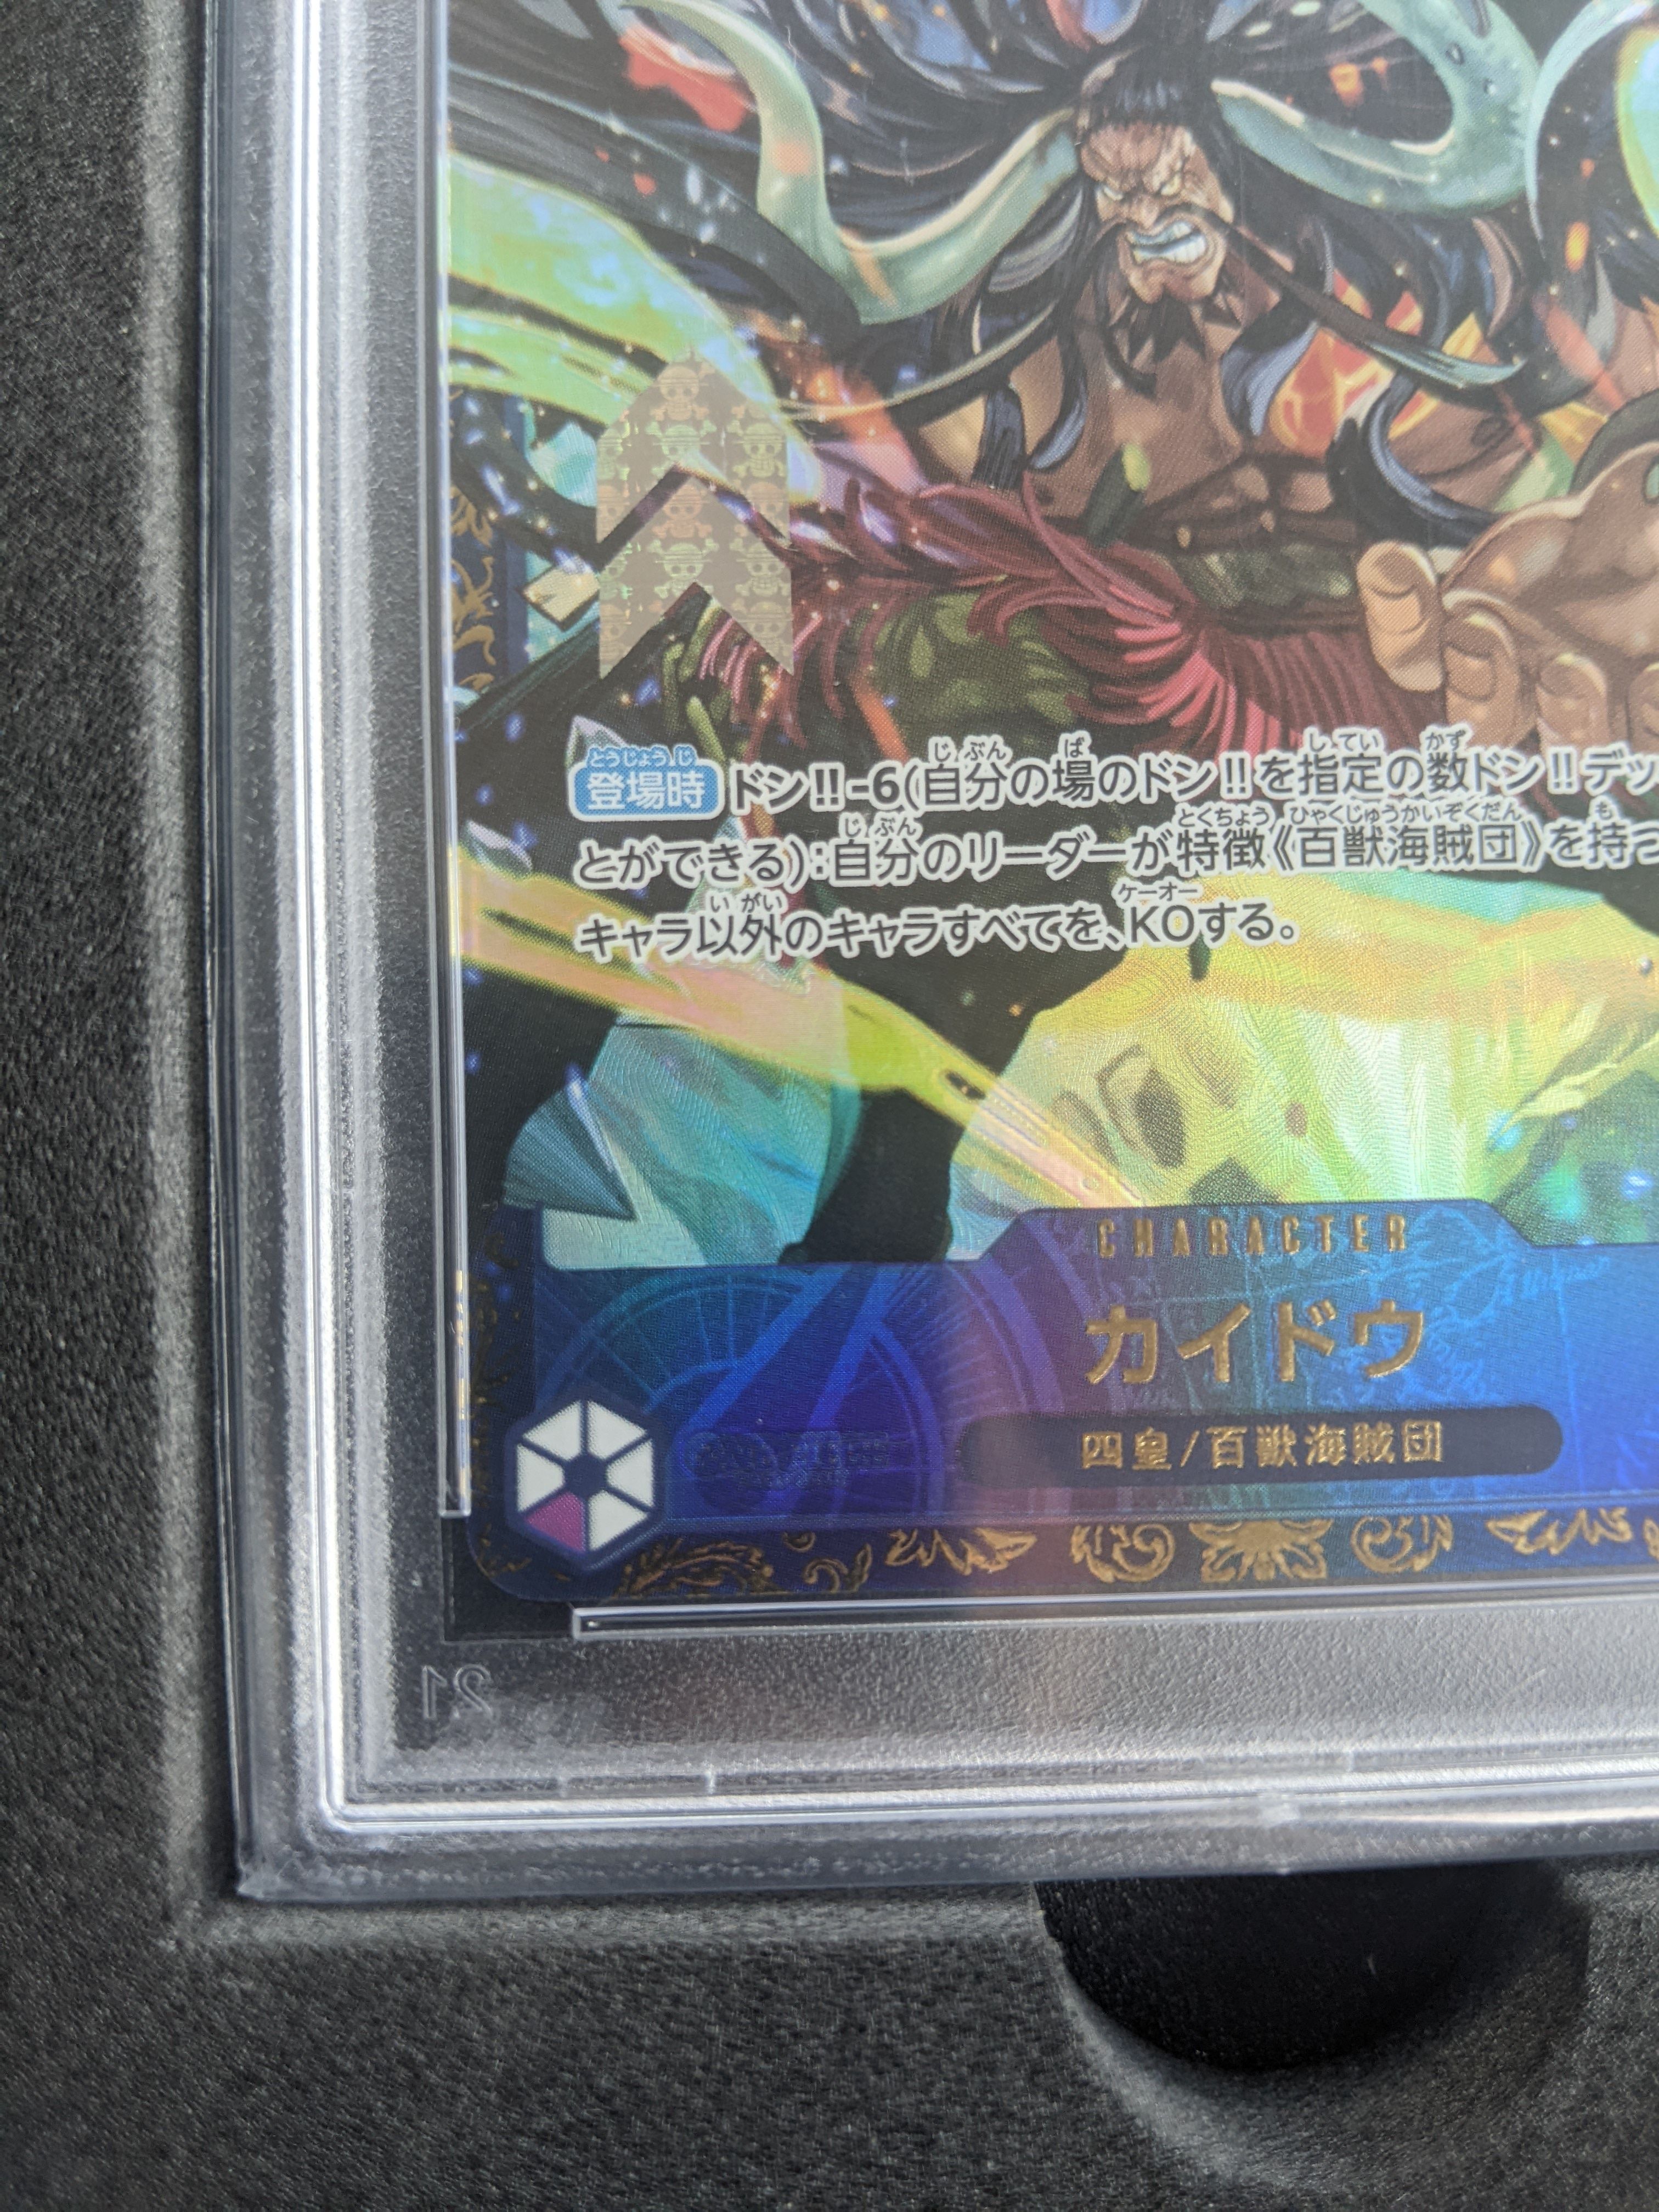 登場時 ドン!!-6(自分の場のドン!!を指定の数ドン!!デッ
とができる):自分のリーダーが特徴《百獣海賊団》を持つ
キャラ以外のキャラすべてを、KOする。
CHARACTER
カイドウ
四皇/百獣海賊団
21